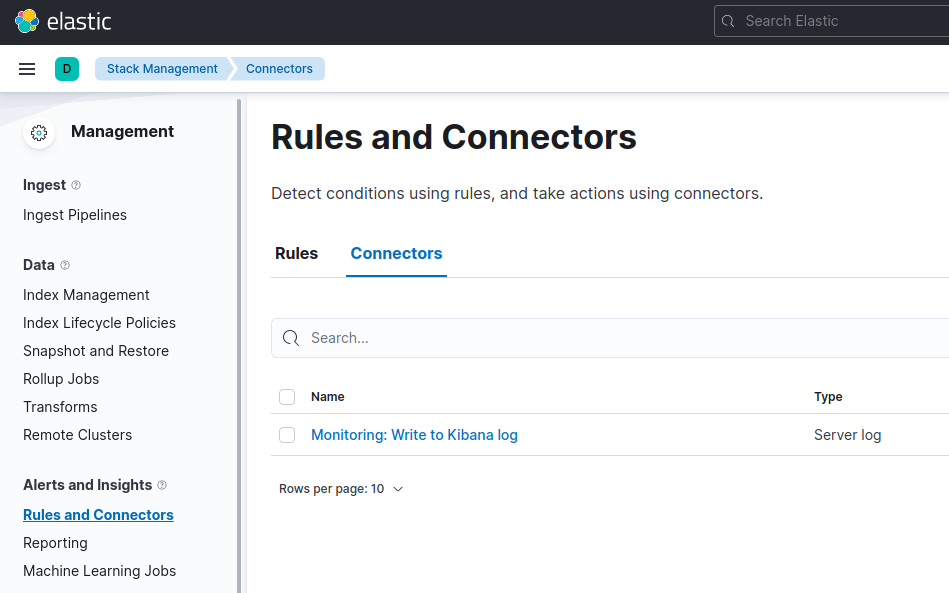 elastic
Search Elastic
D
Stack Management
Connectors
Management
Ingest
Ingest Pipelines
Data
Index Management
Index Lifecycle Policies
Snapshot and Restore
Rollup Jobs
Transforms
Remote Clusters
Alerts and Insights
Rules and Connectors
Reporting
Machine Learning Jobs
Rules and Connectors
Detect conditions using rules, and take actions using connectors.
Rules
Connectors
Search...
Name
Type
Monitoring: Write to Kibana log
Server log
Rows per page: 10